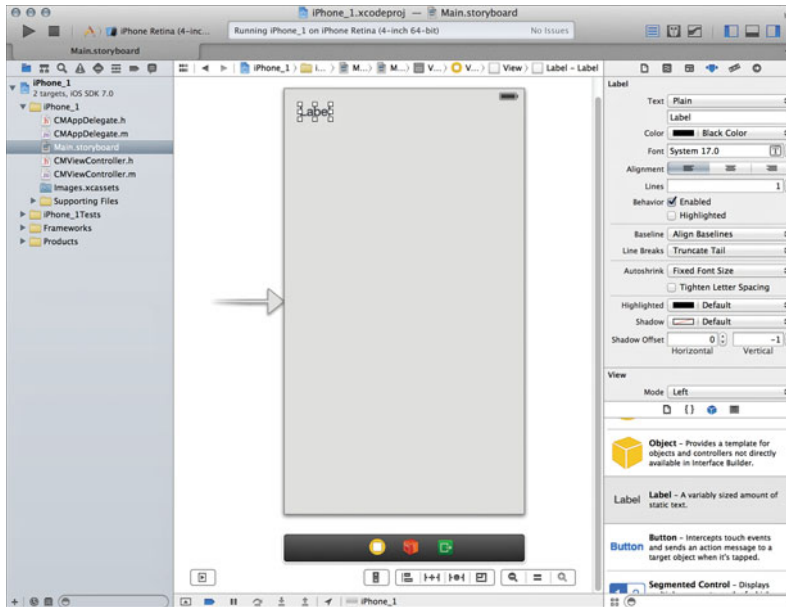 iPhone_1.xcodeproj — Main.storyboard
iPhone Retina (4-inc...
Running iPhone_1 on iPhone Retina (4-inch 64-bit)
No Issues
Main.storyboard
iPhone_1 › i... › M... › M... › V... › V... › View › Label – Label
iPhone_1
2 targets, iOS SDK 7.0
iPhone_1
CMAppDelegate.h
CMAppDelegate.m
Main.storyboard
CMViewController.h
CMViewController.m
Images.xcassets
Supporting Files
iPhone_1Tests
Frameworks
Products
Label
iPhone_1
Label
Text Plain
Label
Color Black Color
Font System 17.0
Alignment
Lines 1
Behavior Enabled
Highlighted
Baseline Align Baselines
Line Breaks Truncate Tail
Autoshrink Fixed Font Size
Tighten Letter Spacing
Highlighted Default
Shadow Default
Shadow Offset 0 -1
Horizontal Vertical
View
Mode Left
Object – Provides a template for
objects and controllers not directly
available in Interface Builder.
Label
Label – A variably sized amount of
static text.
Button
Button – Intercepts touch events
and sends an action message to a
target object when it's tapped.
Segmented Control – Displays